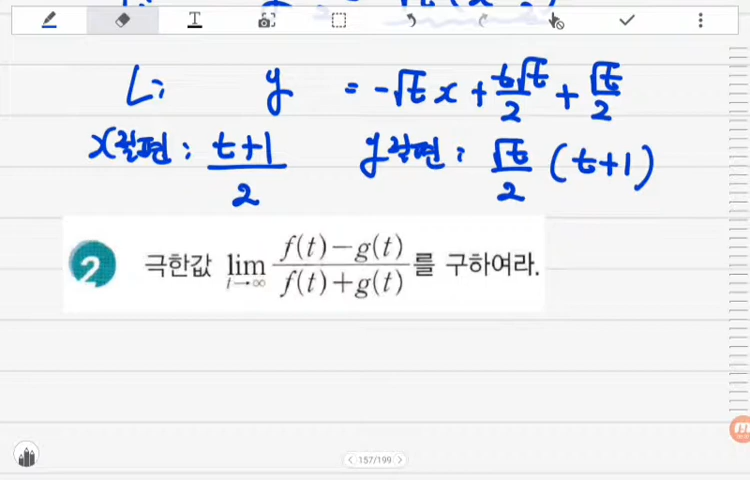 L: y = -√t x + t√t/2 + √t/2
x절편: t+1/2 y절편: √t/2 (t+1)
2 극한값 lim t→∞ f(t)−g(t)/f(t)+g(t) 를 구하여라.
157/199